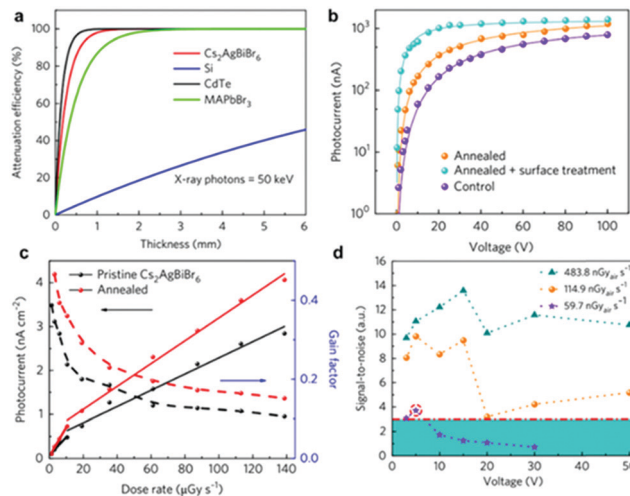 a
100
80
60
40
20
0
Attenuation efficiency (%)
Cs₂AgBiBr₆
Si
CdTe
MAPbBr₃
X-ray photons = 50 keV
0 1 2 3 4 5 6
Thickness (mm)
b
10³
10²
10¹
10⁰
Photocurrent (nA)
Annealed
Annealed + surface treatment
Control
0 20 40 60 80 100
Voltage (V)
c
4
3
2
1
0
Photocurrent (nA cm⁻²)
Pristine Cs₂AgBiBr₆
Annealed
0.4
0.2
0.0
Gain factor
0 20 40 60 80 100 120 140
Dose rate (μGy s⁻¹)
d
16
14
12
10
8
6
4
2
0
Signal-to-noise (a.u.)
483.8 nGyair s⁻¹
114.9 nGyair s⁻¹
59.7 nGyair s⁻¹
0 10 20 30 40 50
Voltage (V)